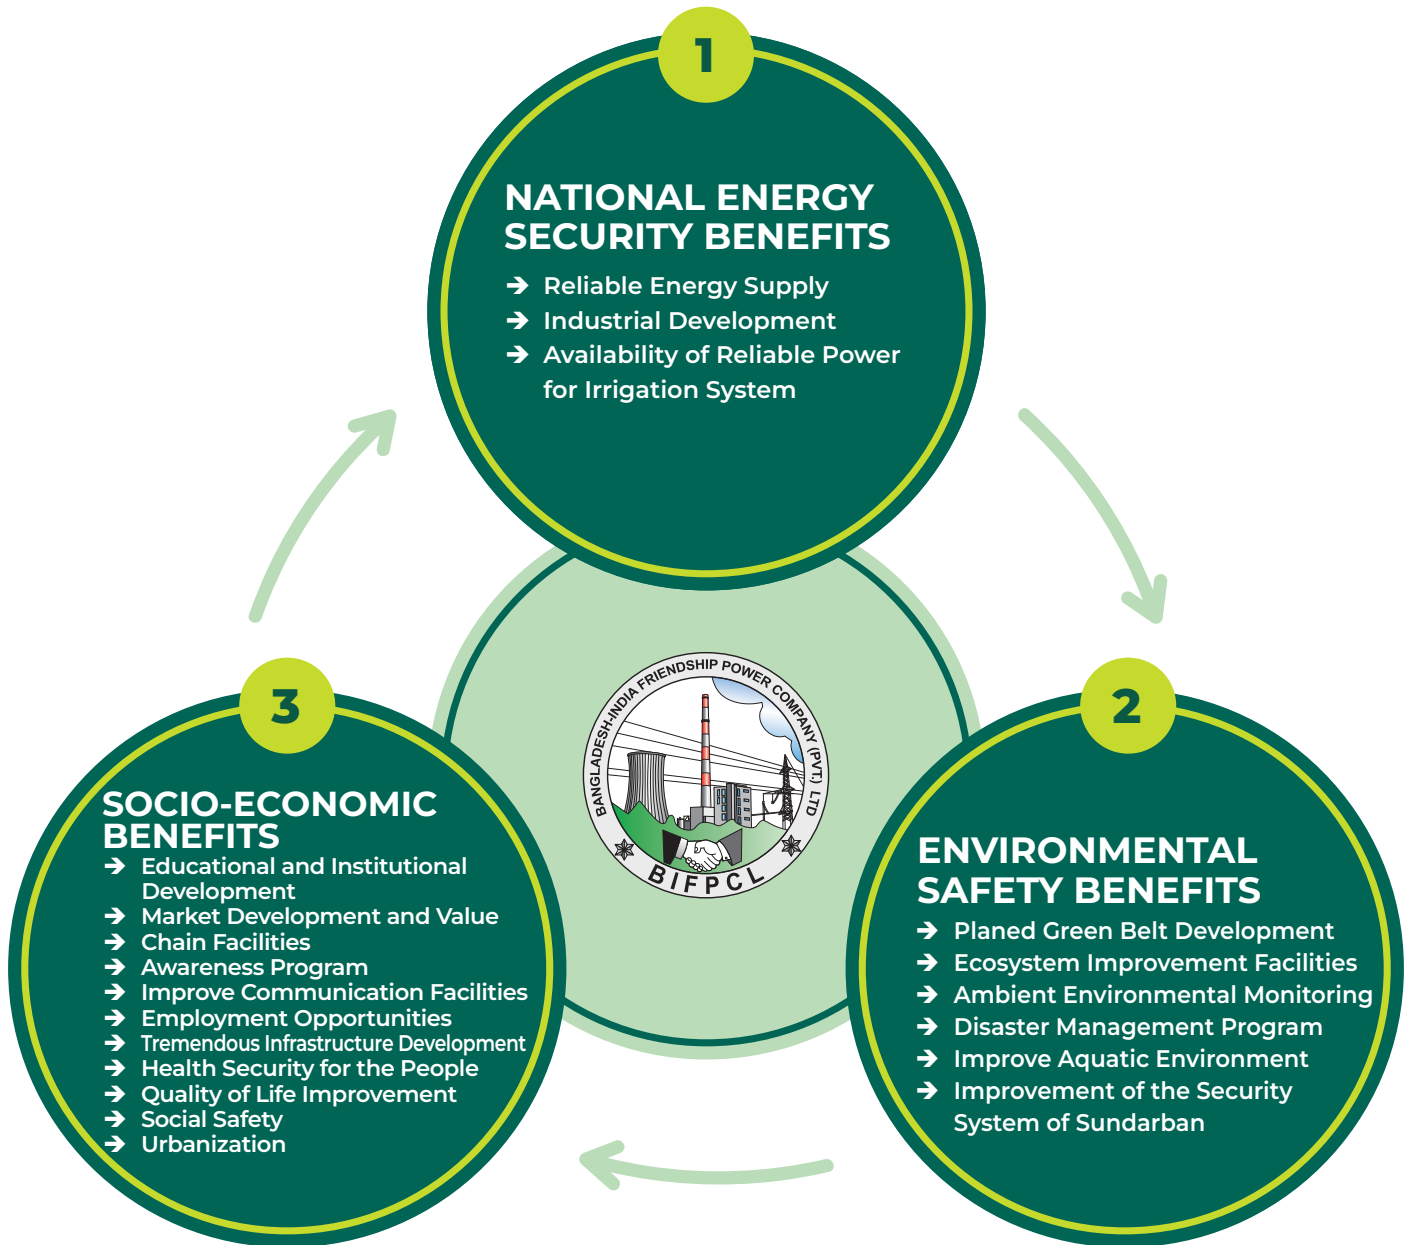 1
NATIONAL ENERGY
SECURITY BENEFITS
➔ Reliable Energy Supply
➔ Industrial Development
➔ Availability of Reliable Power
for Irrigation System
BANGLADESH-INDIA FRIENDSHIP POWER COMPANY (PVT.) LTD
BIFPCL
2
ENVIRONMENTAL
SAFETY BENEFITS
➔ Planed Green Belt Development
➔ Ecosystem Improvement Facilities
➔ Ambient Environmental Monitoring
➔ Disaster Management Program
➔ Improve Aquatic Environment
➔ Improvement of the Security
System of Sundarban
3
SOCIO-ECONOMIC
BENEFITS
➔ Educational and Institutional
Development
➔ Market Development and Value
➔ Chain Facilities
➔ Awareness Program
➔ Improve Communication Facilities
➔ Employment Opportunities
➔ Tremendous Infrastructure Development
➔ Health Security for the People
➔ Quality of Life Improvement
➔ Social Safety
➔ Urbanization